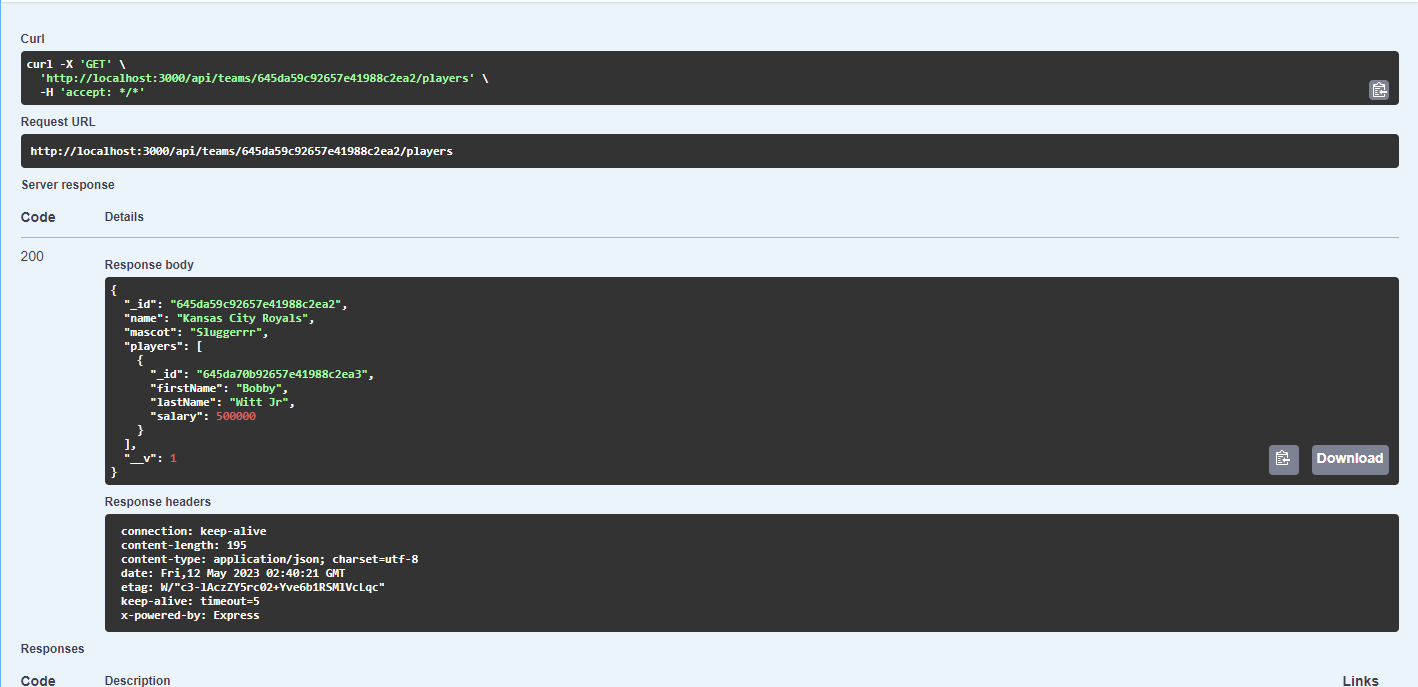 Curl
curl -X 'GET' \
  'http://localhost:3000/api/teams/645da59c92657e41988c2ea2/players' \
  -H 'accept: */*'
Request URL
http://localhost:3000/api/teams/645da59c92657e41988c2ea2/players
Server response
Code Details
200
Response body
{
  "_id": "645da59c92657e41988c2ea2",
  "name": "Kansas City Royals",
  "mascot": "Sluggerrr",
  "players": [
    {
      "_id": "645da70b92657e41988c2ea3",
      "firstName": "Bobby",
      "lastName": "Witt Jr",
      "salary": 500000
    }
  ],
  "__v": 1
}
Download
Response headers
connection: keep-alive
content-length: 195
content-type: application/json; charset=utf-8
date: Fri,12 May 2023 02:40:21 GMT
etag: W/"c3-lAczZY5rc02+Yve6b1RSMlVcLqc"
keep-alive: timeout=5
x-powered-by: Express
Responses
Code Description Links